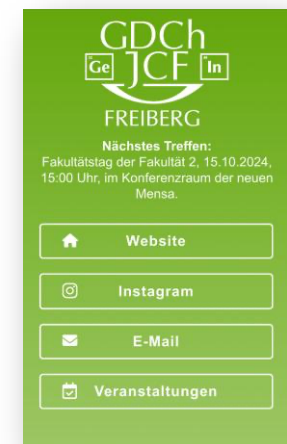 GDCh
Ge JCF In
FREIBERG
Nächstes Treffen:
Fakultätstag der Fakultät 2, 15.10.2024,
15:00 Uhr, im Konferenzraum der neuen
Mensa.
Website
Instagram
E-Mail
Veranstaltungen